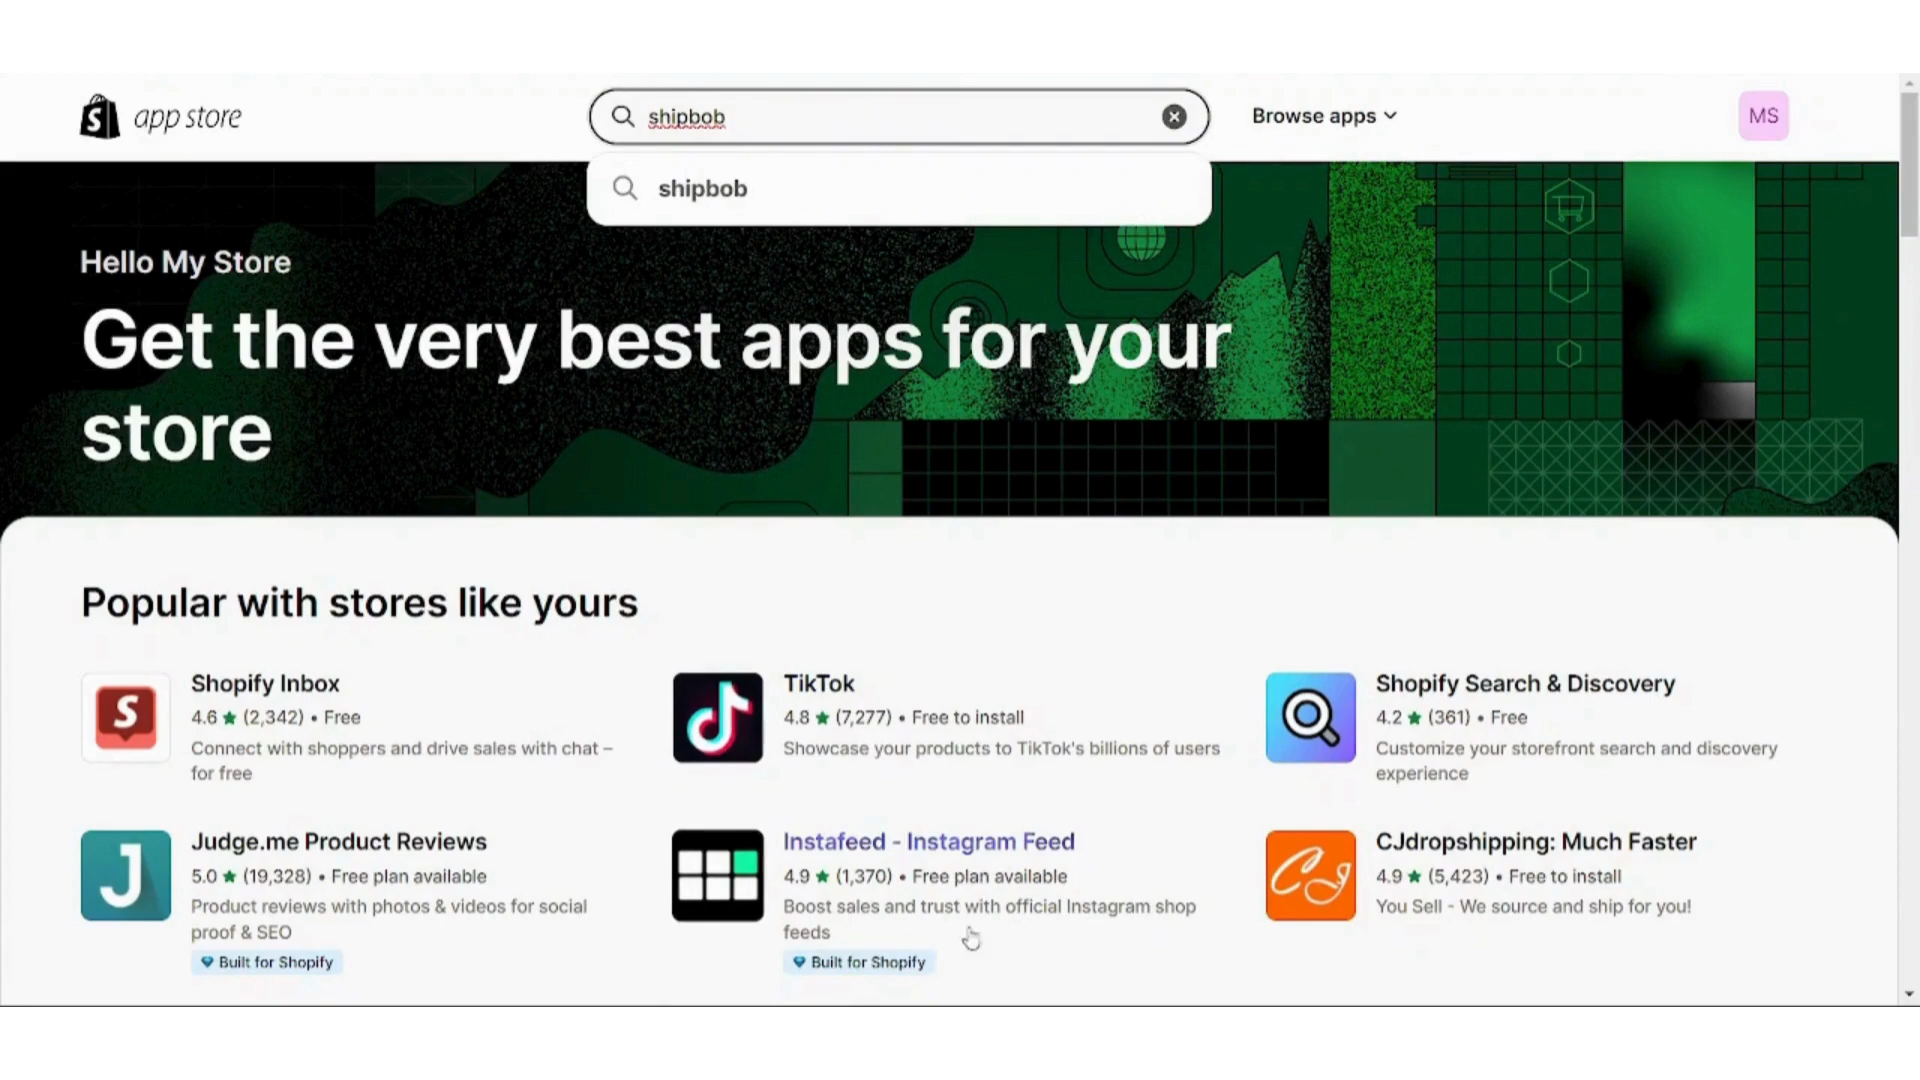 app store
shipbob
Browse apps
MS
shipbob
Hello My Store
Get the very best apps for your
store
Popular with stores like yours
Shopify Inbox
4.6 ★ (2,342) • Free
Connect with shoppers and drive sales with chat –
for free
TikTok
4.8 ★ (7,277) • Free to install
Showcase your products to TikTok's billions of users
Shopify Search & Discovery
4.2 ★ (361) • Free
Customize your storefront search and discovery
experience
Judge.me Product Reviews
5.0 ★ (19,328) • Free plan available
Product reviews with photos & videos for social
proof & SEO
Built for Shopify
Instafeed - Instagram Feed
4.9 ★ (1,370) • Free plan available
Boost sales and trust with official Instagram shop
feeds
Built for Shopify
CJdropshipping: Much Faster
4.9 ★ (5,423) • Free to install
You Sell - We source and ship for you!